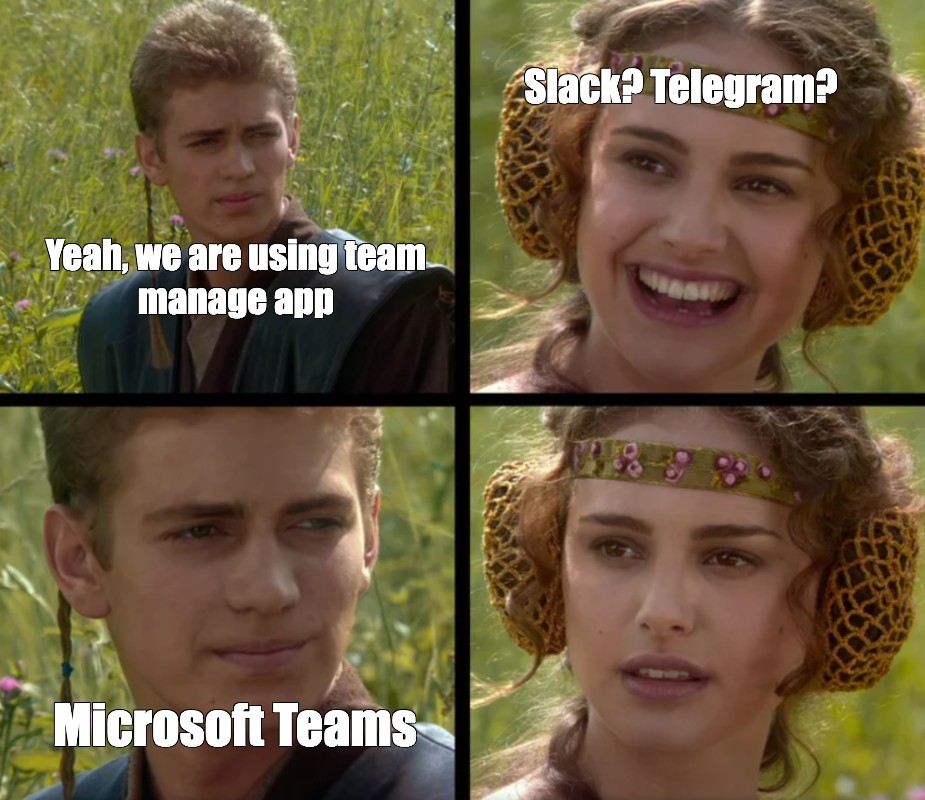 Yeah, we are using team
manage app
Slack? Telegram?
Microsoft Teams